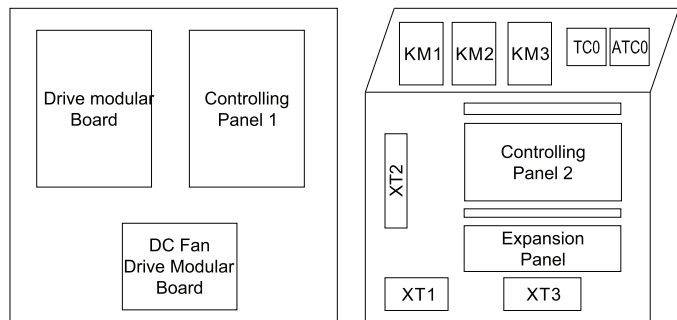 Drive modular
Board
Controlling
Panel 1
DC Fan
Drive Modular
Board
KM1
KM2
KM3
TC0
ATC0
XT2
Controlling
Panel 2
Expansion
Panel
XT1
XT3